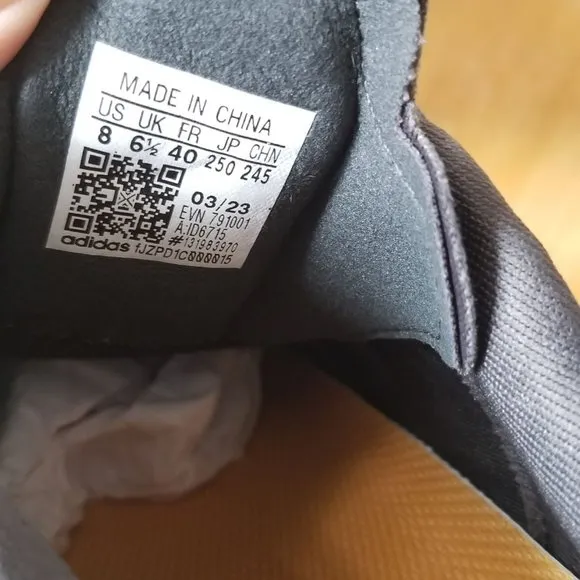 MADE IN CHINA
US UK FR JP CHN
8 6½ 40 250 245
03/23
EVN 791001
A:ID6715
#131983970
adidas 1JZPD1C000015